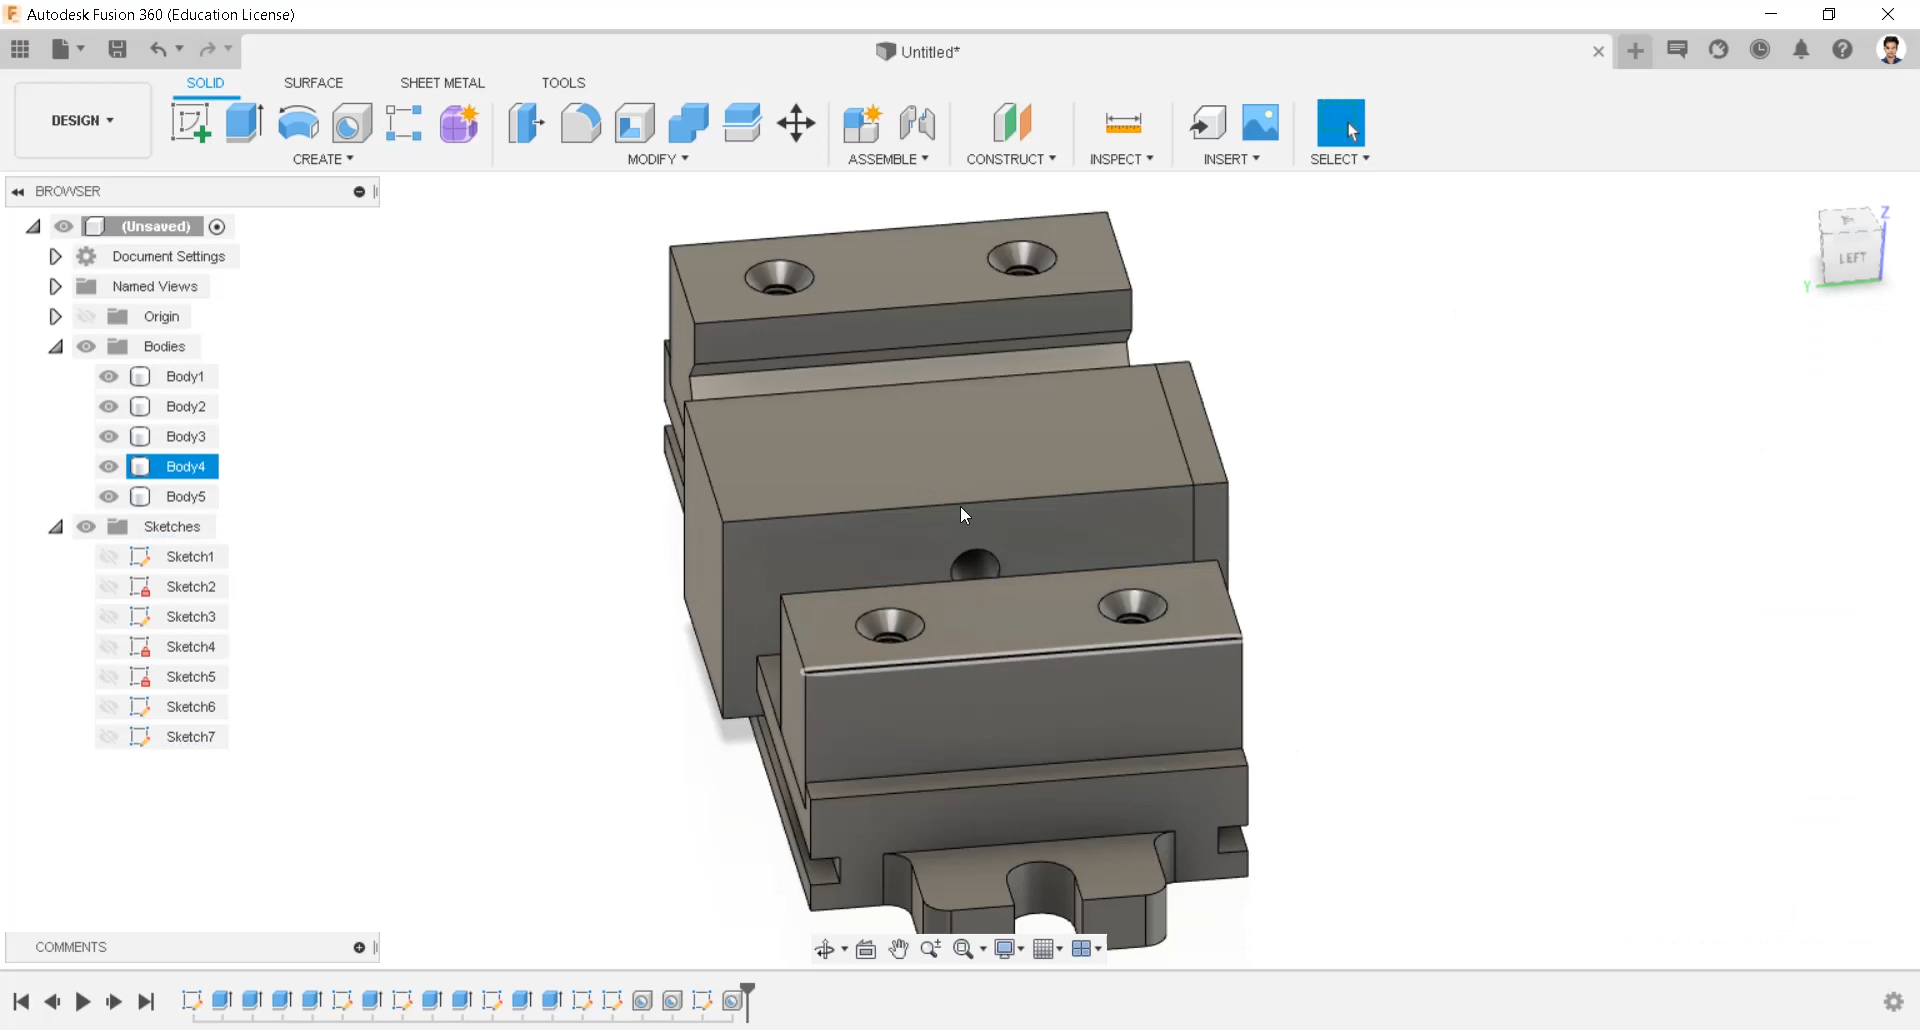 Autodesk Fusion 360 (Education License)
Untitled*
SOLID SURFACE SHEET METAL TOOLS
DESIGN
CREATE MODIFY ASSEMBLE CONSTRUCT INSPECT INSERT SELECT
BROWSER
(Unsaved)
Document Settings
Named Views
Origin
Bodies
Body1
Body2
Body3
Body4
Body5
Sketches
Sketch1
Sketch2
Sketch3
Sketch4
Sketch5
Sketch6
Sketch7
Z
LEFT
Y
COMMENTS